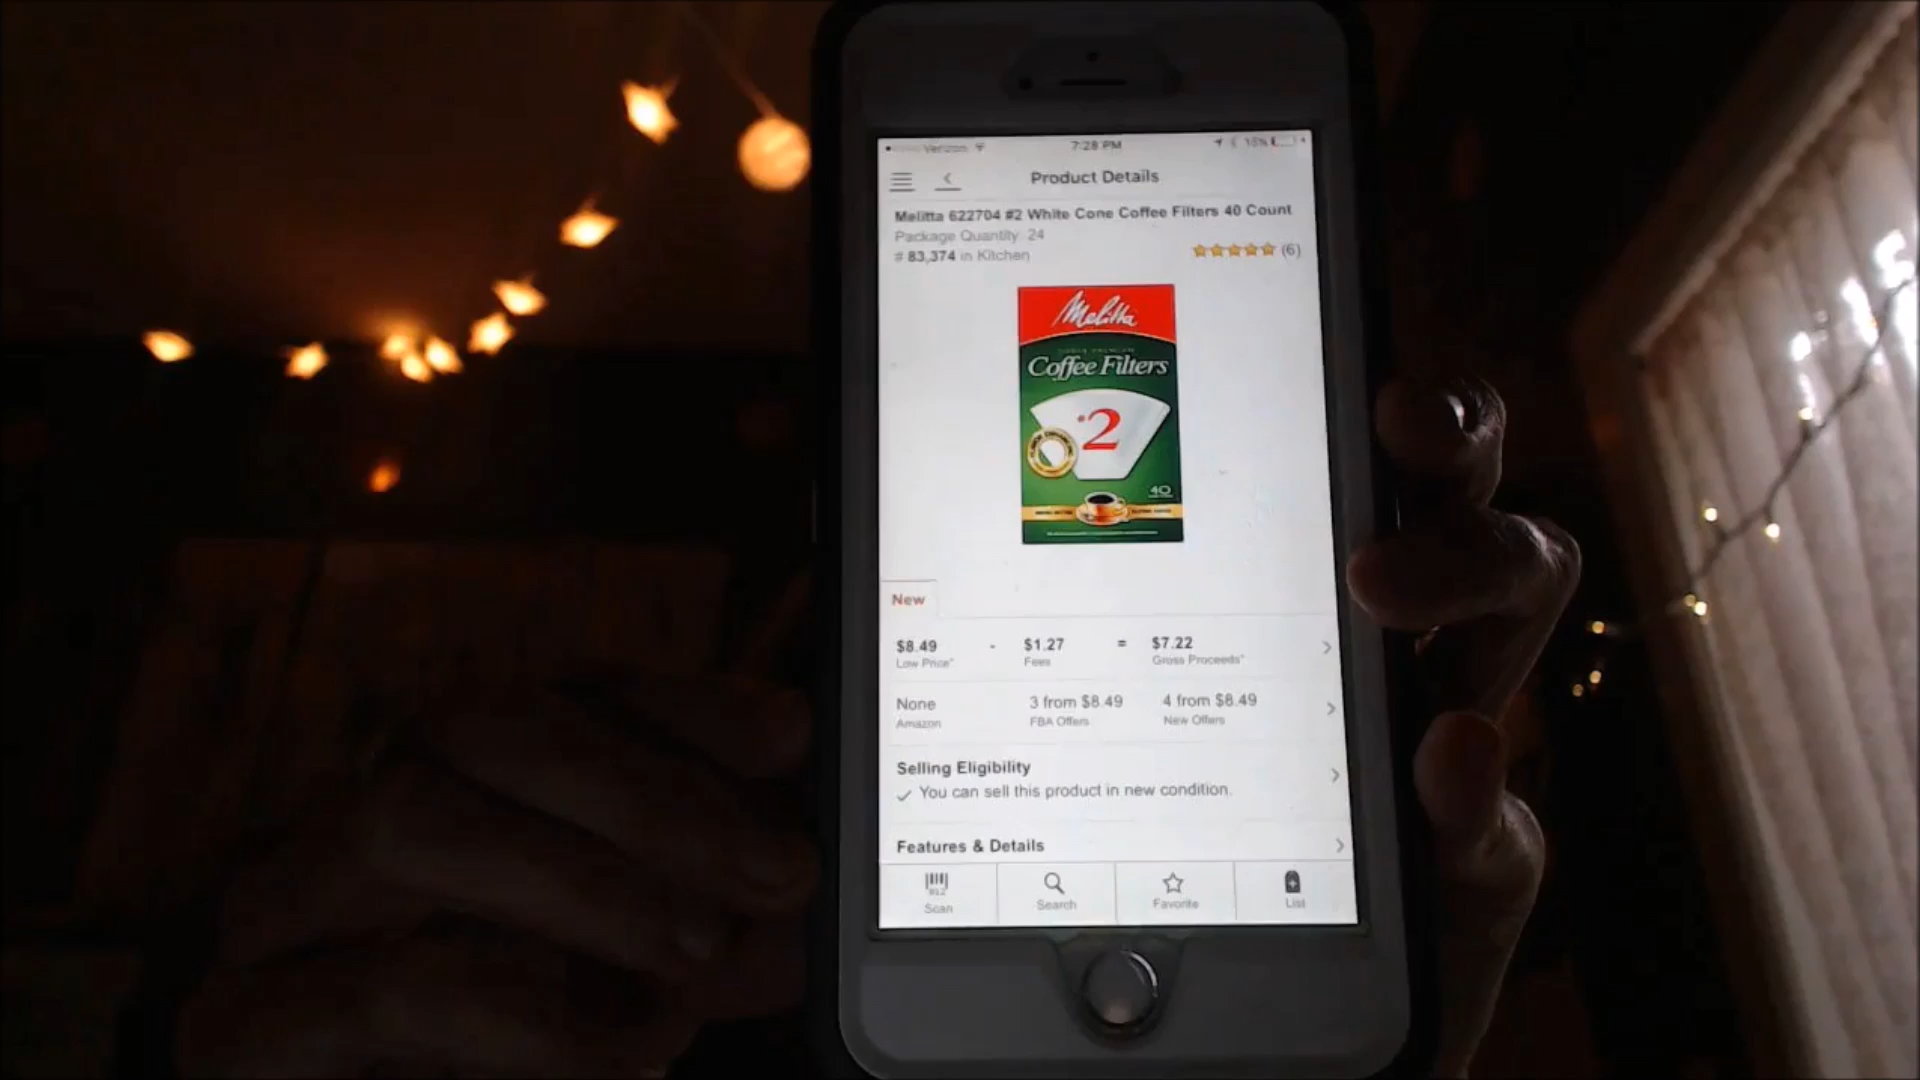 Verizon 7:28 PM
Product Details
Melitta 622704 #2 White Cone Coffee Filters 40 Count
Package Quantity: 24
# 83,374 in Kitchen (6)
Melitta
Coffee Filters
#2
40
New
$8.49 - $1.27 = $7.22
Low Price* Fees Gross Proceeds*
None 3 from $8.49 4 from $8.49
Amazon FBA Offers New Offers
Selling Eligibility
You can sell this product in new condition.
Features & Details
Scan Search Favorite List